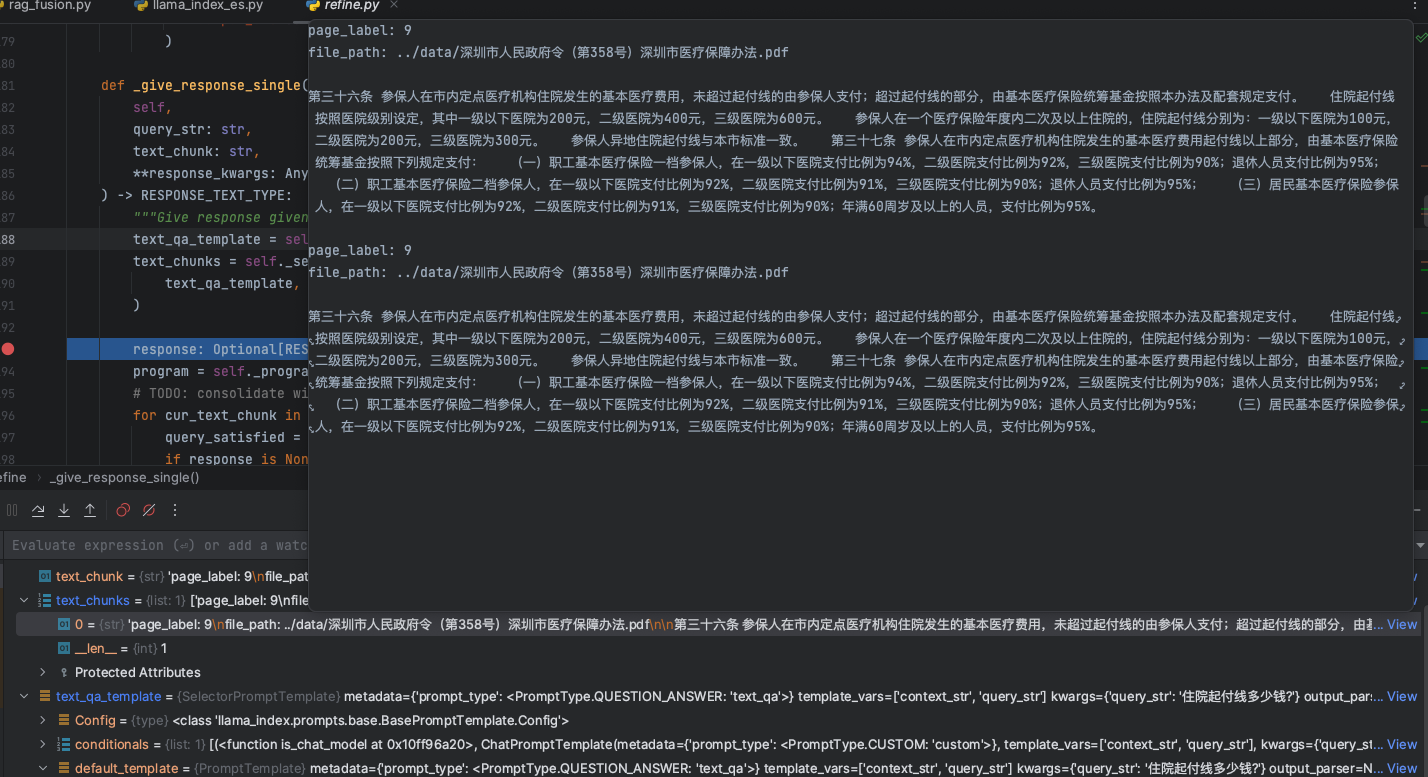 rag_fusion.py
llama_index_es.py
refine.py
79 )
80
81 def _give_response_single(
82 self,
83 query_str: str,
84 text_chunk: str,
85 **response_kwargs: Any
86 ) -> RESPONSE_TEXT_TYPE:
87 """Give response given
88 text_qa_template = sel
89 text_chunks = self._se
90 text_qa_template,
91 )
92
response: Optional[RES
94 program = self._progra
95 # TODO: consolidate wi
96 for cur_text_chunk in
97 query_satisfied =
98 if response is Non
page_label: 9
file_path: ../data/深圳市人民政府令（第358号）深圳市医疗保障办法.pdf
第三十六条 参保人在市内定点医疗机构住院发生的基本医疗费用，未超过起付线的由参保人支付；超过起付线的部分，由基本医疗保险统筹基金按照本办法及配套规定支付。 住院起付线
按照医院级别设定，其中一级以下医院为200元，二级医院为400元，三级医院为600元。 参保人在一个医疗保险年度内二次及以上住院的，住院起付线分别为：一级以下医院为100元，
二级医院为200元，三级医院为300元。 参保人异地住院起付线与本市标准一致。 第三十七条 参保人在市内定点医疗机构住院发生的基本医疗费用起付线以上部分，由基本医疗保险
统筹基金按照下列规定支付： （一）职工基本医疗保险一档参保人，在一级以下医院支付比例为94%，二级医院支付比例为92%，三级医院支付比例为90%；退休人员支付比例为95%；
（二）职工基本医疗保险二档参保人，在一级以下医院支付比例为92%，二级医院支付比例为91%，三级医院支付比例为90%；退休人员支付比例为95%； （三）居民基本医疗保险参保
人，在一级以下医院支付比例为92%，二级医院支付比例为91%，三级医院支付比例为90%；年满60周岁及以上的人员，支付比例为95%。
page_label: 9
file_path: ../data/深圳市人民政府令（第358号）深圳市医疗保障办法.pdf
第三十六条 参保人在市内定点医疗机构住院发生的基本医疗费用，未超过起付线的由参保人支付；超过起付线的部分，由基本医疗保险统筹基金按照本办法及配套规定支付。 住院起付线
按照医院级别设定，其中一级以下医院为200元，二级医院为400元，三级医院为600元。 参保人在一个医疗保险年度内二次及以上住院的，住院起付线分别为：一级以下医院为100元，
二级医院为200元，三级医院为300元。 参保人异地住院起付线与本市标准一致。 第三十七条 参保人在市内定点医疗机构住院发生的基本医疗费用起付线以上部分，由基本医疗保险
统筹基金按照下列规定支付： （一）职工基本医疗保险一档参保人，在一级以下医院支付比例为94%，二级医院支付比例为92%，三级医院支付比例为90%；退休人员支付比例为95%；
（二）职工基本医疗保险二档参保人，在一级以下医院支付比例为92%，二级医院支付比例为91%，三级医院支付比例为90%；退休人员支付比例为95%； （三）居民基本医疗保险参保
人，在一级以下医院支付比例为92%，二级医院支付比例为91%，三级医院支付比例为90%；年满60周岁及以上的人员，支付比例为95%。
efine › _give_response_single()
Evaluate expression (⏎) or add a watc
text_chunk = {str} 'page_label: 9\nfile_pat
text_chunks = {list: 1} ['page_label: 9\nfile
0 = {str} 'page_label: 9\nfile_path: ../data/深圳市人民政府令（第358号）深圳市医疗保障办法.pdf\n\n第三十六条 参保人在市内定点医疗机构住院发生的基本医疗费用，未超过起付线的由参保人支付；超过起付线的部分，由基... View
__len__ = {int} 1
Protected Attributes
text_qa_template = {SelectorPromptTemplate} metadata={'prompt_type': <PromptType.QUESTION_ANSWER: 'text_qa'>} template_vars=['context_str', 'query_str'] kwargs={'query_str': '住院起付线多少钱?'} output_par... View
Config = {type} <class 'llama_index.prompts.base.BasePromptTemplate.Config'>
conditionals = {list: 1} [(<function is_chat_model at 0x10ff96a20>, ChatPromptTemplate(metadata={'prompt_type': <PromptType.CUSTOM: 'custom'>}, template_vars=['context_str', 'query_str'], kwargs={'query_st... View
default_template = {PromptTemplate} metadata={'prompt_type': <PromptType.QUESTION_ANSWER: 'text_qa'>} template_vars=['context_str', 'query_str'] kwargs={'query_str': '住院起付线多少钱?'} output_parser=N... View